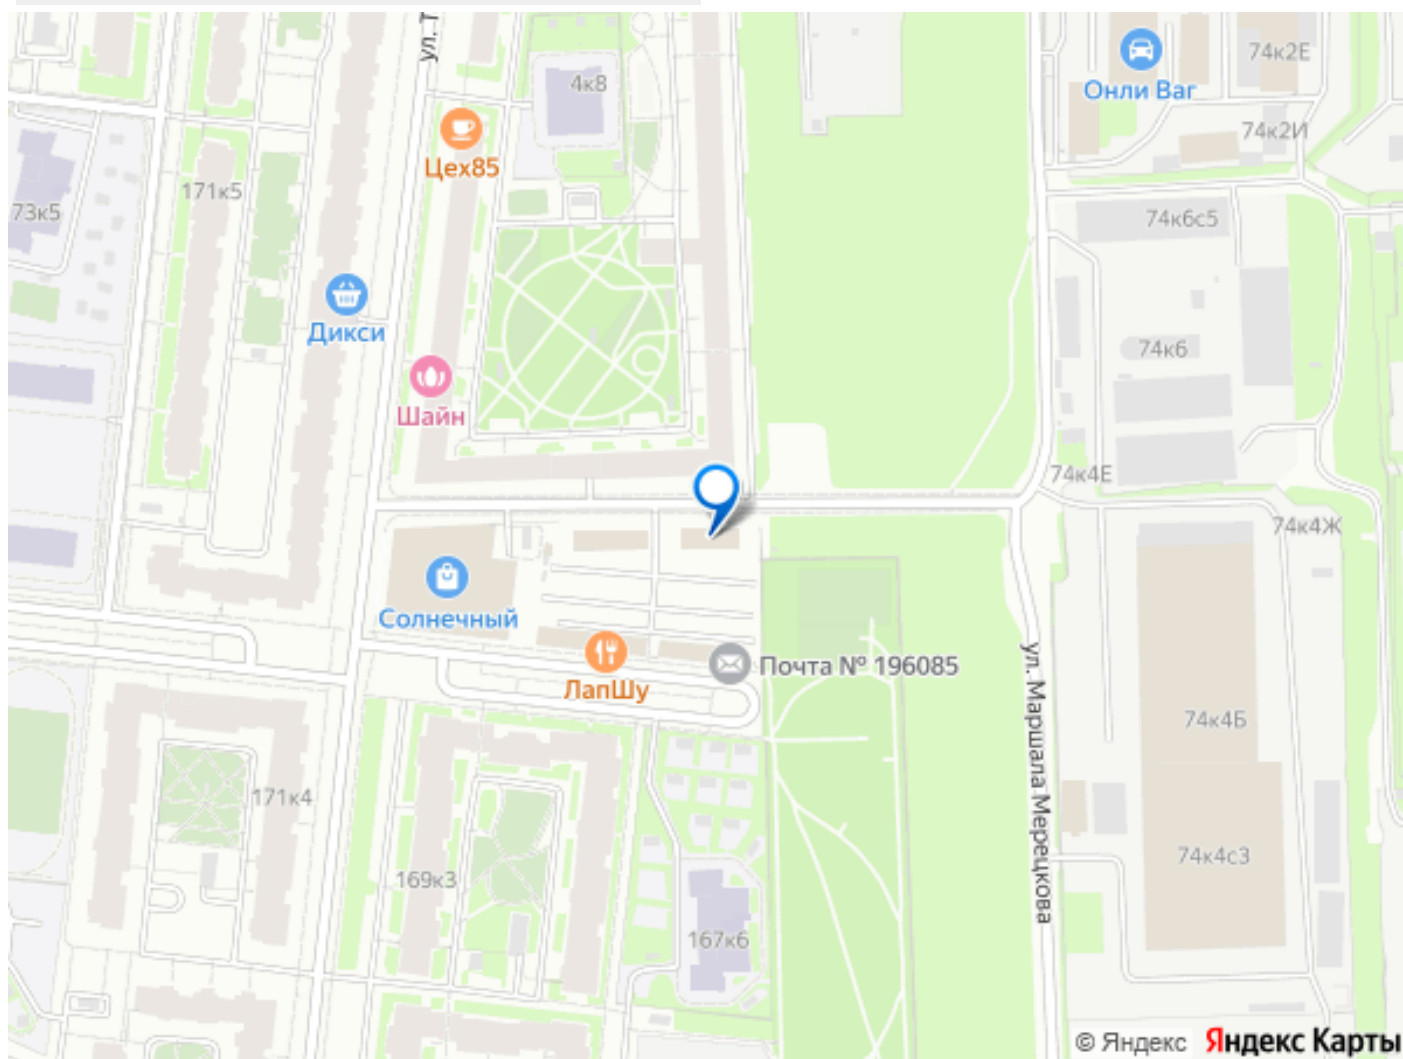 ул. Т
4к8
Онли Ваг
74к2Е
74к2И
Цех85
171к5
73к5
74к6с5
Дикси
74к6
Шайн
74к4Е
74к4Ж
Солнечный
ЛапШу
Почта № 196085
ул. Маршала Мерецкова
74к4Б
171к4
169к3
74к4с3
167к6
© Яндекс Яндекс Карты